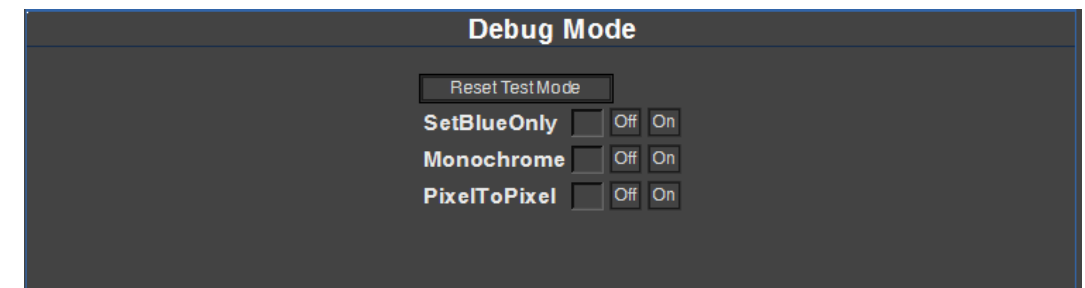 Debug Mode
Reset Test Mode
SetBlueOnly Off On
Monochrome Off On
PixelToPixel Off On